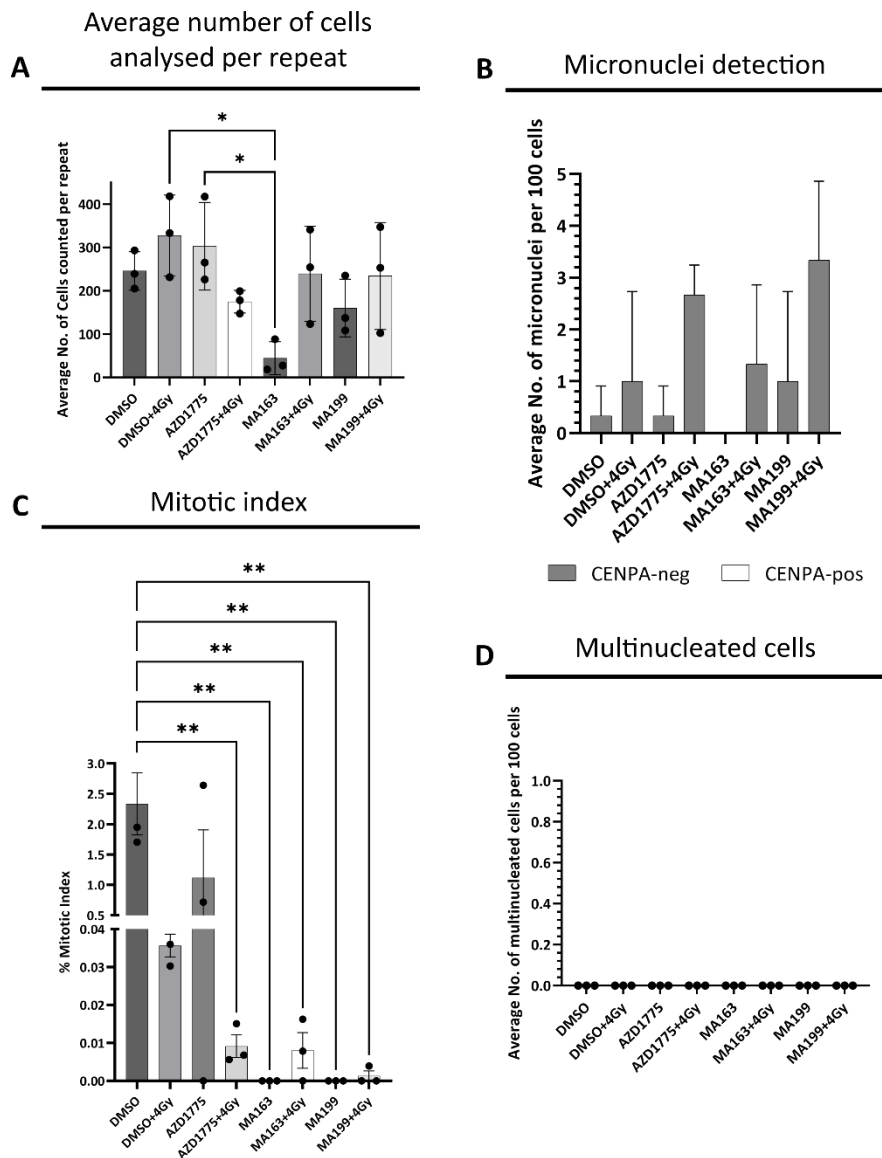 A
Average number of cells
analysed per repeat
Average No. of Cells counted per repeat
400
300
200
100
0
*
*
DMSO
DMSO+4Gy
AZD1775
AZD1775+4Gy
MA163
MA163+4Gy
MA199
MA199+4Gy
B
Micronuclei detection
Average No. of micronuclei per 100 cells
5
4
3
2
1
0
DMSO
DMSO+4Gy
AZD1775
AZD1775+4Gy
MA163
MA163+4Gy
MA199
MA199+4Gy
CENPA-neg CENPA-pos
C
Mitotic index
% Mitotic Index
**
**
**
**
**
3.0
2.5
2.0
1.5
1.0
0.5
0.04
0.03
0.02
0.01
0.00
DMSO
DMSO+4Gy
AZD1775
AZD1775+4Gy
MA163
MA163+4Gy
MA199
MA199+4Gy
D
Multinucleated cells
Average No. of multinucleated cells per 100 cells
1.0
0.8
0.6
0.4
0.2
0.0
DMSO
DMSO+4Gy
AZD1775
AZD1775+4Gy
MA163
MA163+4Gy
MA199
MA199+4Gy